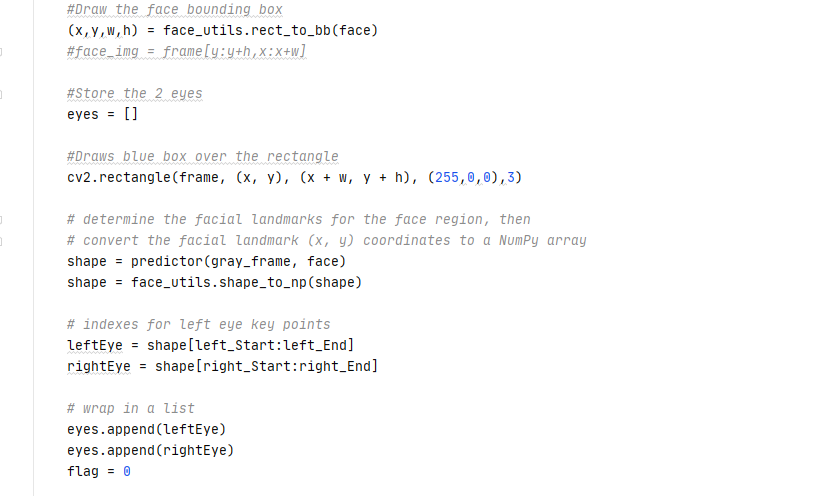 #Draw the face bounding box
(x,y,w,h) = face_utils.rect_to_bb(face)
#face_img = frame[y:y+h,x:x+w]
#Store the 2 eyes
eyes = []
#Draws blue box over the rectangle
cv2.rectangle(frame, (x, y), (x + w, y + h), (255,0,0),3)
# determine the facial landmarks for the face region, then
# convert the facial landmark (x, y) coordinates to a NumPy array
shape = predictor(gray_frame, face)
shape = face_utils.shape_to_np(shape)
# indexes for left eye key points
leftEye = shape[left_Start:left_End]
rightEye = shape[right_Start:right_End]
# wrap in a list
eyes.append(leftEye)
eyes.append(rightEye)
flag = 0